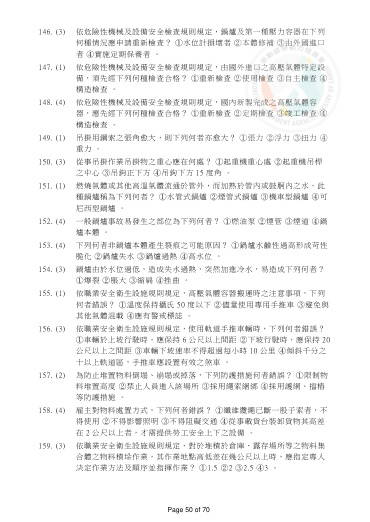 146. (3) 依危險性機械及設備安全檢查規則規定，鍋爐及第一種壓力容器在下列
何種情況應申請重新檢查？ ①水位計損壞者 ②本體修補 ③由外國進口
者 ④實施定期保養者 。
147. (1) 依危險性機械及設備安全檢查規則規定，由國外進口之高壓氣體特定設
備，須先經下列何種檢查合格？ ①重新檢查 ②使用檢查 ③自主檢查 ④
構造檢查 。
148. (4) 依危險性機械及設備安全檢查規則規定，國內新製完成之高壓氣體容
器，應先經下列何種檢查合格？ ①重新檢查 ②定期檢查 ③竣工檢查 ④
構造檢查 。
149. (1) 吊掛用鋼索之張角愈大，則下列何者亦愈大？ ①張力 ②浮力 ③扭力 ④
重力 。
150. (3) 從事吊掛作業吊掛物之重心應在何處？ ①起重機重心處 ②起重機吊桿
之中心 ③吊鉤正下方 ④吊鉤下方 15 度角 。
151. (1) 燃燒氣體或其他高溫氣體流通於管外，而加熱於管內或鼓胴內之水，此
種鍋爐稱為下列何者？ ①水管式鍋爐 ②煙管式鍋爐 ③機車型鍋爐 ④可
尼西型鍋爐 。
152. (4) 一般鍋爐事故易發生之部位為下列何者？ ①燃油泵 ②煙管 ③煙道 ④鍋
爐本體 。
153. (4) 下列何者非鍋爐本體產生裂痕之可能原因？ ①鍋爐水鹼性過高形成苛性
脆化 ②鍋爐失水 ③鍋爐過熱 ④高水位 。
154. (3) 鍋爐由於水位過低，造成失水過熱，突然加進冷水，易造成下列何者？
①爆裂 ②脹大 ③縮扁 ④扭曲 。
155. (1) 依職業安全衛生設施規則規定，高壓氣體容器搬運時之注意事項，下列
何者錯誤？ ①溫度保持攝氏 50 度以下 ②儘量使用專用手推車 ③避免與
其他氣體混載 ④應有警戒標誌 。
156. (3) 依職業安全衛生設施規則規定，使用軌道手推車輛時，下列何者錯誤？
①車輛於上坡行駛時，應保持 6 公尺以上間距 ②下坡行駛時，應保持 20
公尺以上之間距 ③車輛下坡速率不得超過每小時 10 公里 ④傾斜千分之
十以上軌道區，手推車應設置有效之煞車 。
157. (2) 為防止堆置物料倒塌、崩塌或掉落，下列防護措施何者錯誤？ ①限制物
料堆置高度 ②禁止人員進入該場所 ③採用繩索綑綁 ④採用護網、擋樁
等防護措施 。
158. (4) 雇主對物料處置方式，下列何者錯誤？ ①纖維纜繩已斷一股子索者，不
得使用 ②不得影響照明 ③不得阻礙交通 ④從事載貨台裝卸貨物其高差
在 2 公尺以上者，才需提供勞工安全上下之設備 。
159. (3) 依職業安全衛生設施規則規定，對於堆積於倉庫、露存場所等之物料集
合體之物料積垛作業，其作業地點高低差在幾公尺以上時，應指定專人
決定作業方法及順序並指揮作業？ ①1.5 ②2 ③2.5 ④3 。
Page 50 of 70